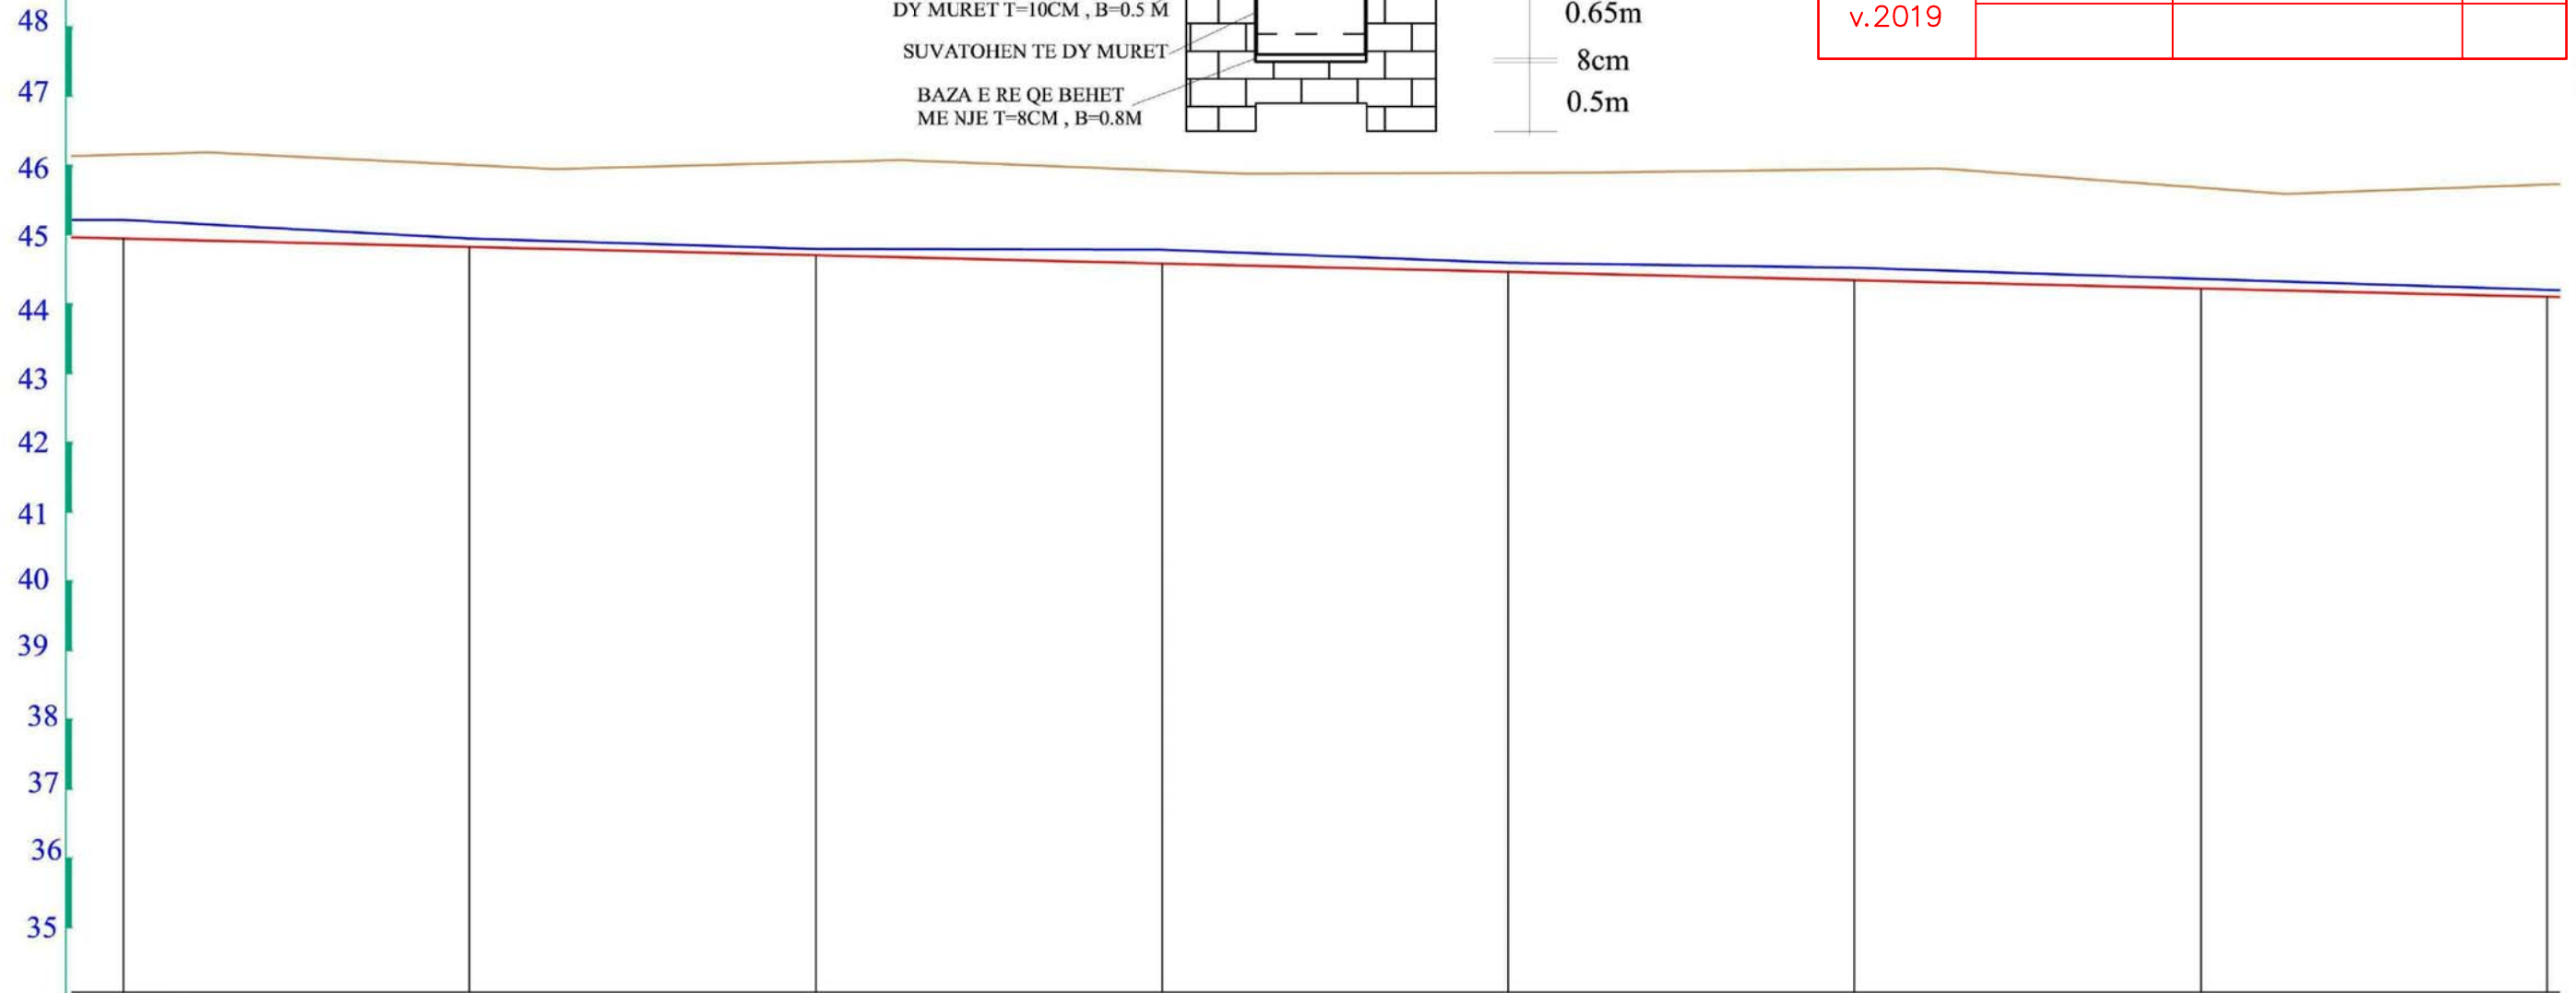 48
47
46
45
44
43
42
41
40
39
38
37
36
35
DY MURET T=10CM , B=0.5 M
SUVATOHEN TE DY MURET
BAZA E RE QE BEHET
ME NJE T=8CM , B=0.8M
0.65m
8cm
0.5m
v.2019